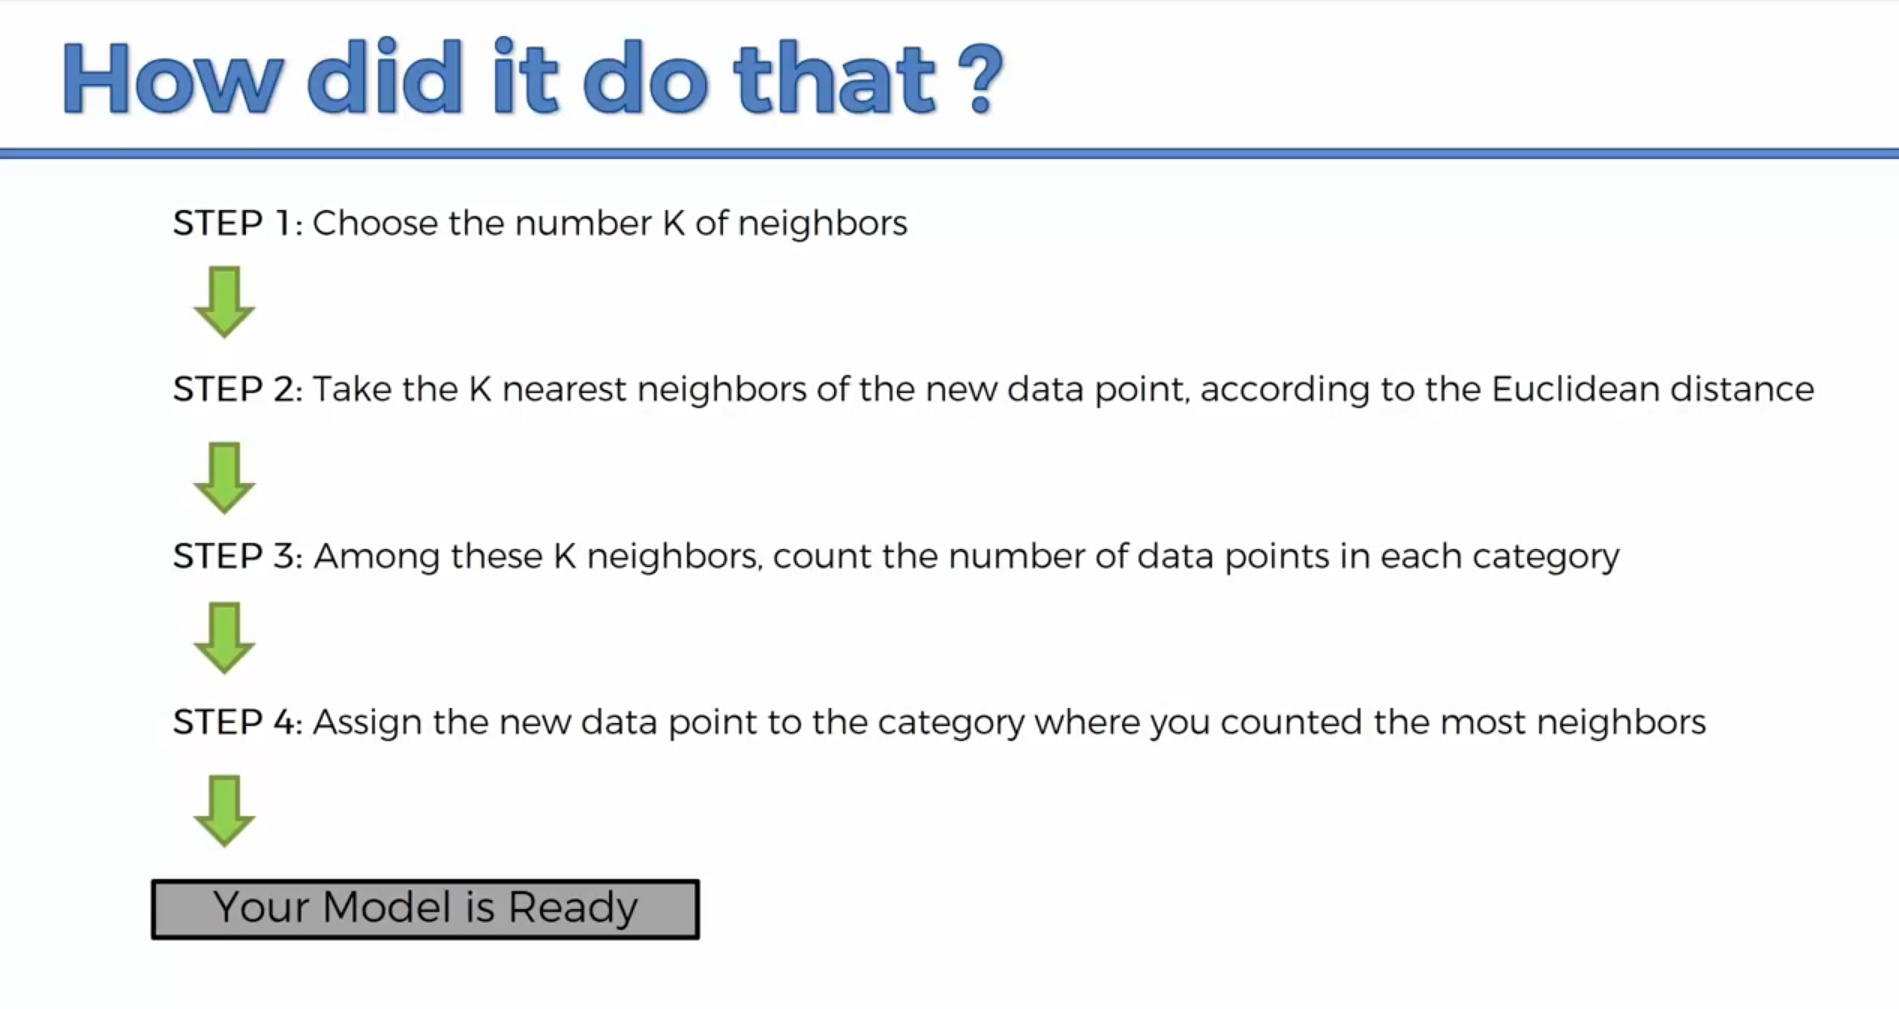 How did it do that ?
STEP 1: Choose the number K of neighbors
STEP 2: Take the K nearest neighbors of the new data point, according to the Euclidean distance
STEP 3: Among these K neighbors, count the number of data points in each category
STEP 4: Assign the new data point to the category where you counted the most neighbors
Your Model is Ready